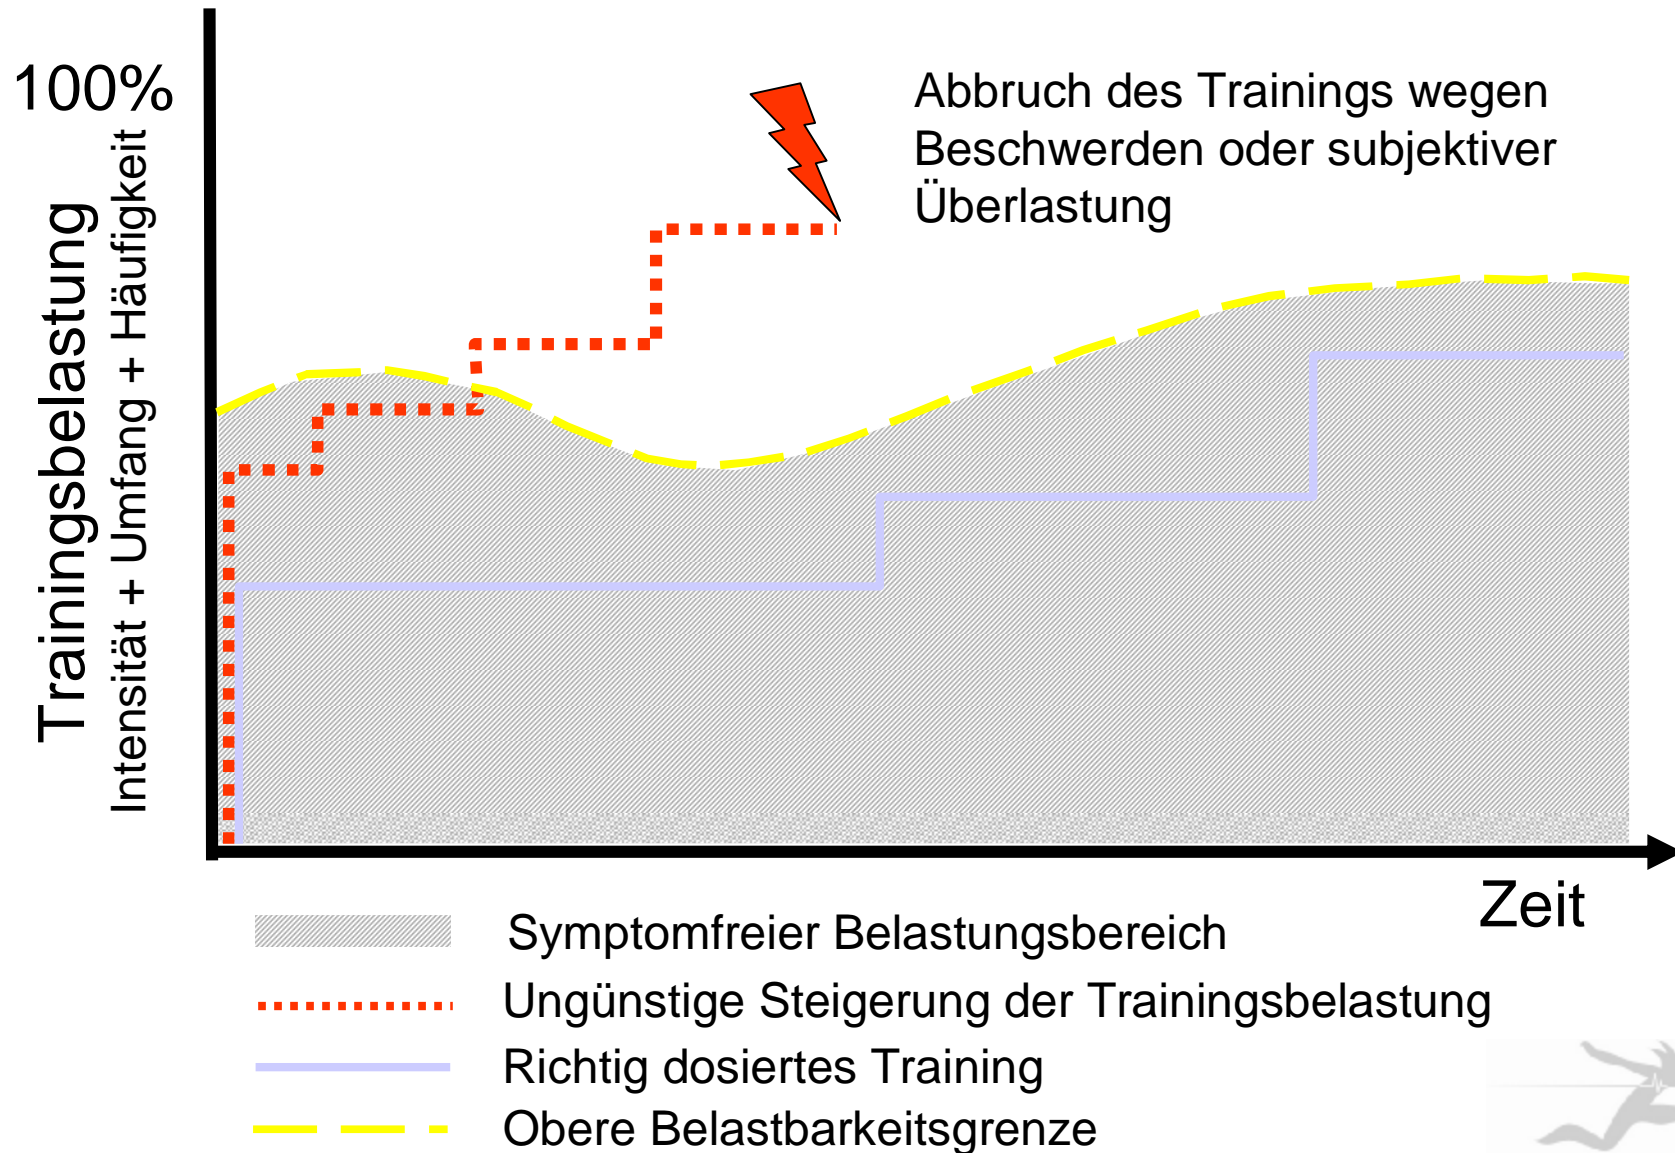 100%
Trainingsbelastung
Intensität + Umfang + Häufigkeit
Abbruch des Trainings wegen
Beschwerden oder subjektiver
Überlastung
Zeit
Symptomfreier Belastungsbereich
Ungünstige Steigerung der Trainingsbelastung
Richtig dosiertes Training
Obere Belastbarkeitsgrenze